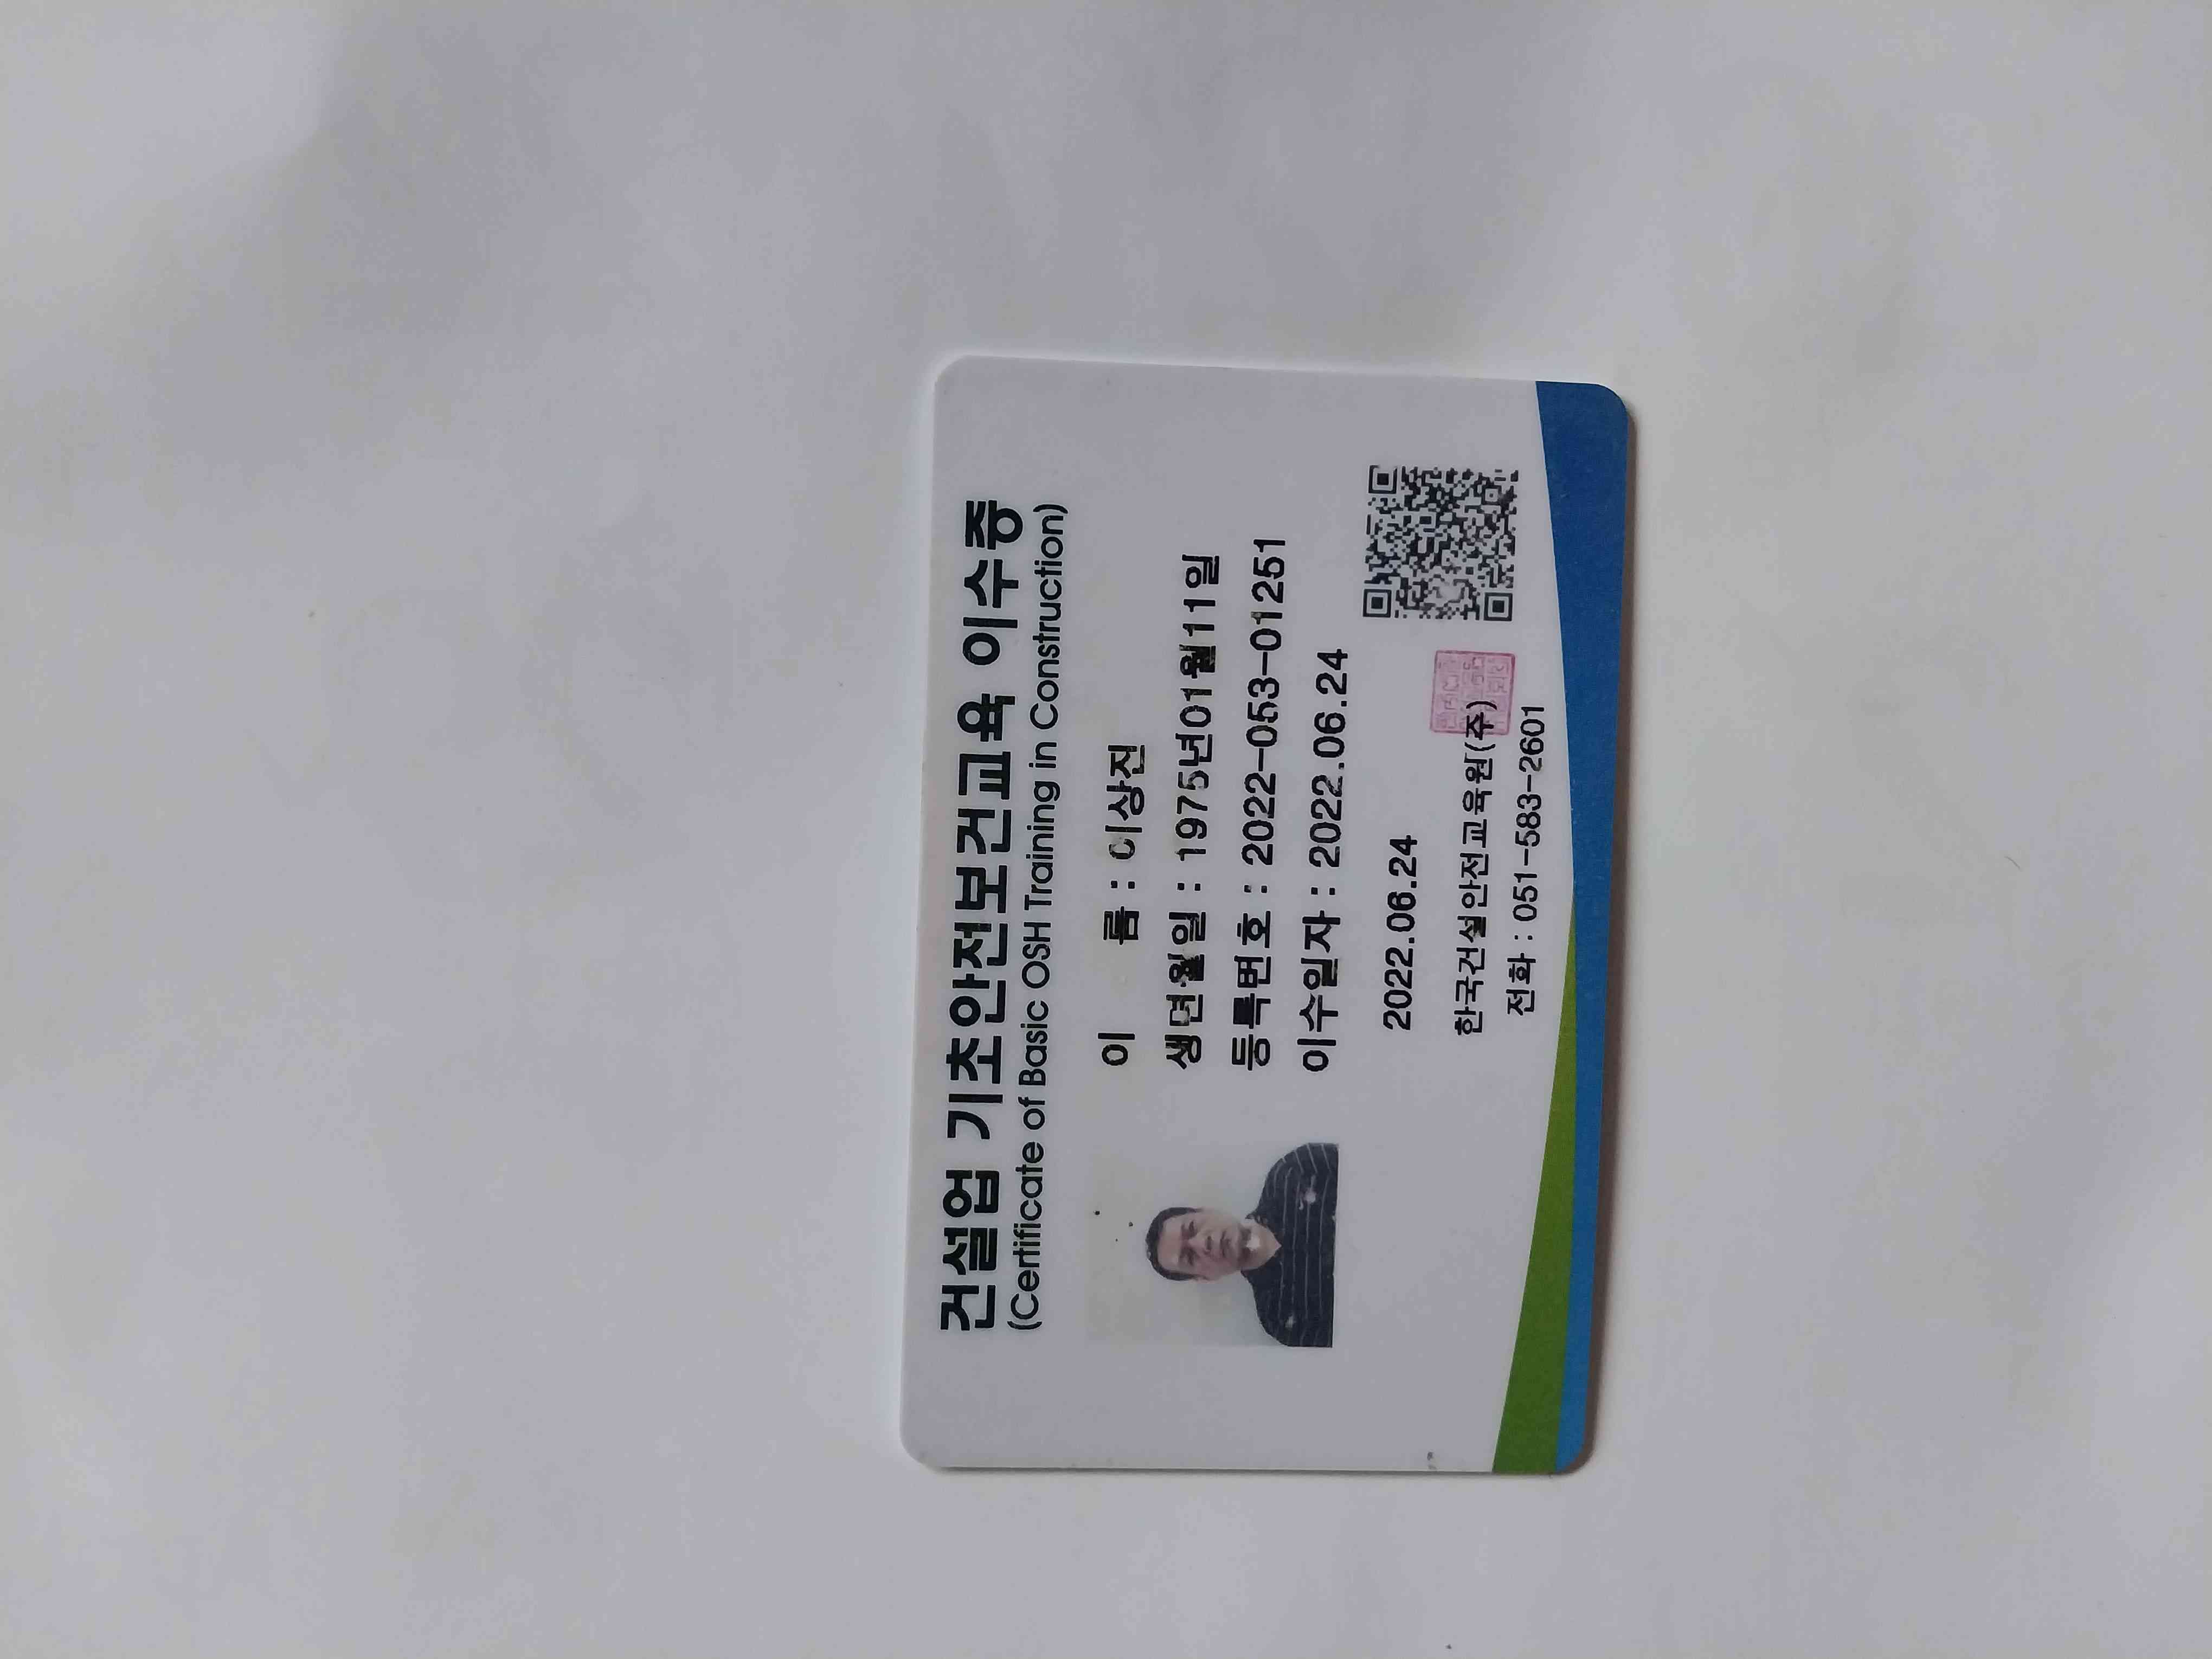 건설업 기초안전보건교육 이수증
(Certificate of Basic OSH Training in Construction)
이 름 : 이상진
생년월일 : 1975년01월11일
등록번호 : 2022-053-01251
이수일자 : 2022.06.24
2022.06.24
한국건설안전교육원(주)
전화 : 051-583-2601